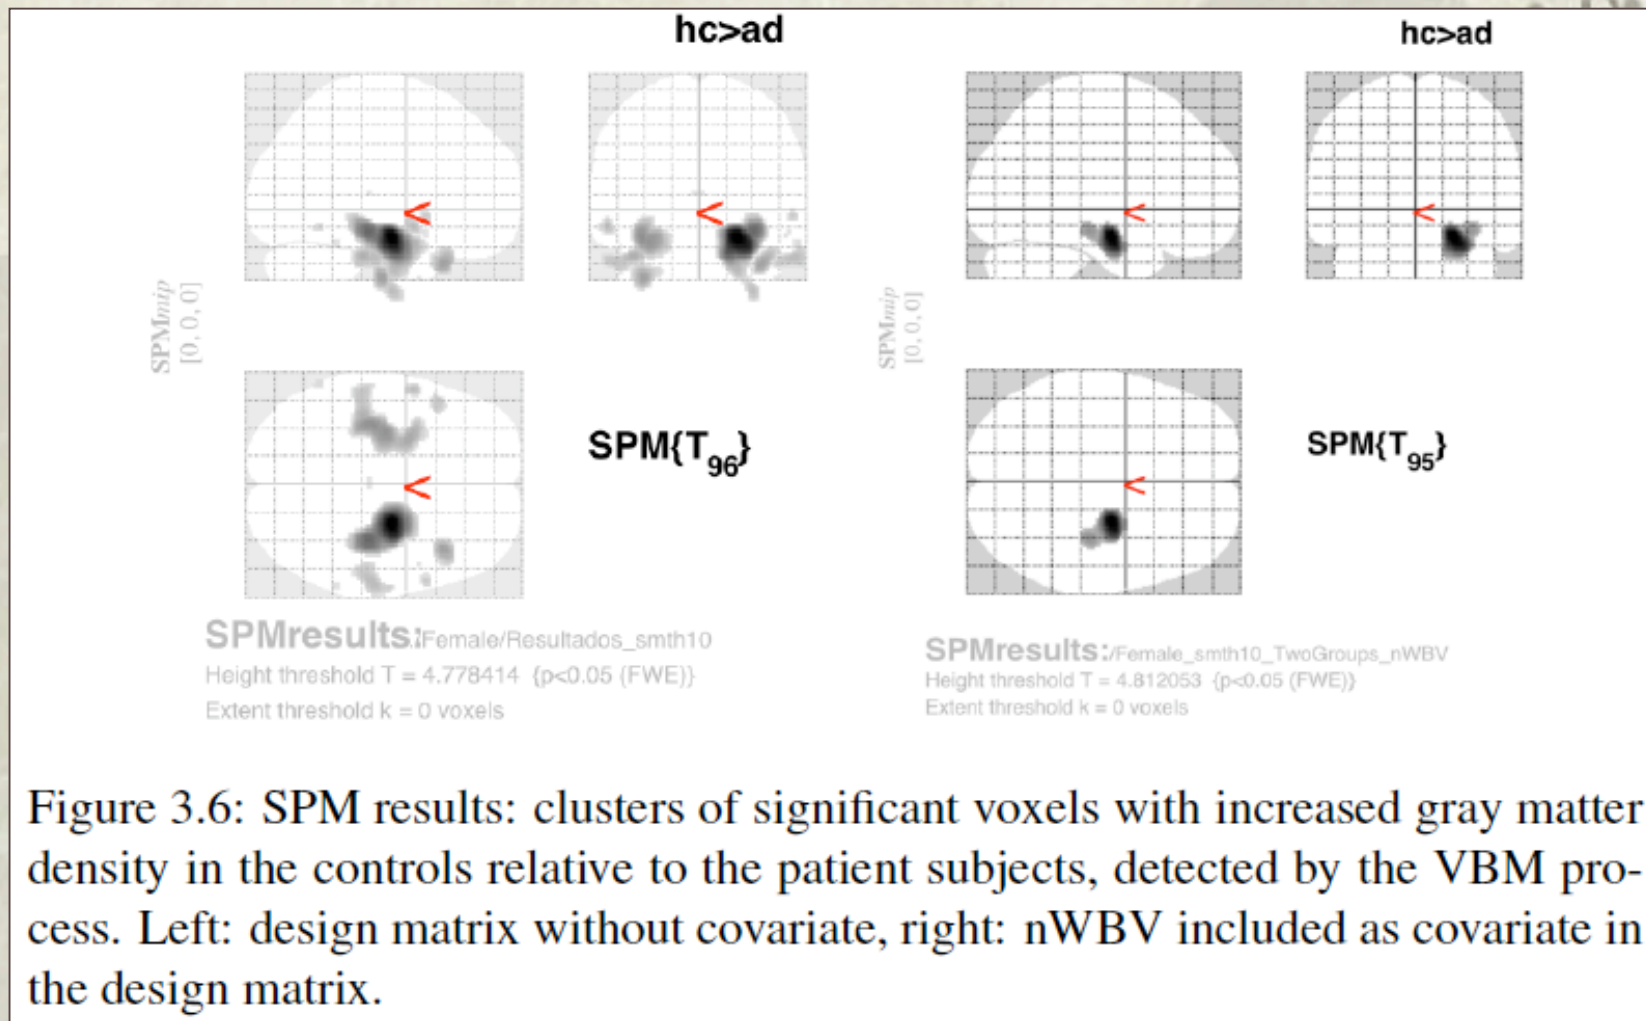 hc>ad
hc>ad
SPMmip
[0, 0, 0]
SPMmip
[0, 0, 0]
SPM{T96}
SPM{T95}
SPMresults:./Female/Resultados_smth10
Height threshold T = 4.778414 {p<0.05 (FWE)}
Extent threshold k = 0 voxels
SPMresults:./Female_smth10_TwoGroups_nWBV
Height threshold T = 4.812053 {p<0.05 (FWE)}
Extent threshold k = 0 voxels
Figure 3.6: SPM results: clusters of significant voxels with increased gray matter
density in the controls relative to the patient subjects, detected by the VBM pro-
cess. Left: design matrix without covariate, right: nWBV included as covariate in
the design matrix.